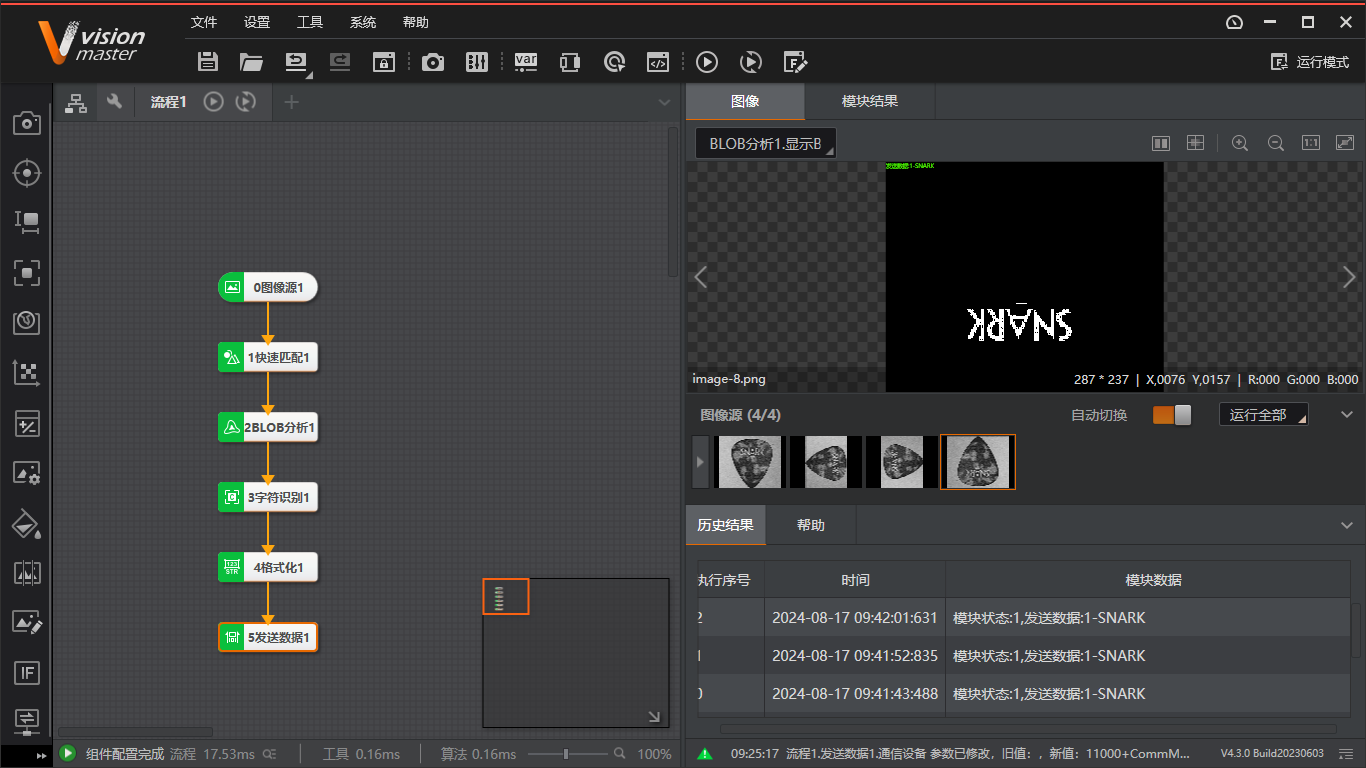 vision
master
文件 设置 工具 系统 帮助
var
运行模式
流程1
图像 模块结果
BLOB分析1.显示B
1:1
发送数据:1-SNARK
SNARK
image-8.png
287 * 237 | X,0076 Y,0157 | R:000 G:000 B:000
图像源 (4/4)
自动切换
运行全部
0图像源1
1快速匹配1
2BLOB分析1
3字符识别1
123
STR
4格式化1
5发送数据1
SNARK
历史结果 帮助
执行序号 时间 模块数据
2 2024-08-17 09:42:01:631 模块状态:1,发送数据:1-SNARK
1 2024-08-17 09:41:52:835 模块状态:1,发送数据:1-SNARK
0 2024-08-17 09:41:43:488 模块状态:1,发送数据:1-SNARK
IF
组件配置完成 流程 17.53ms
工具 0.16ms
算法 0.16ms
100%
09:25:17 流程1.发送数据1.通信设备 参数已修改，旧值：，新值：11000+CommM...
V4.3.0 Build20230603